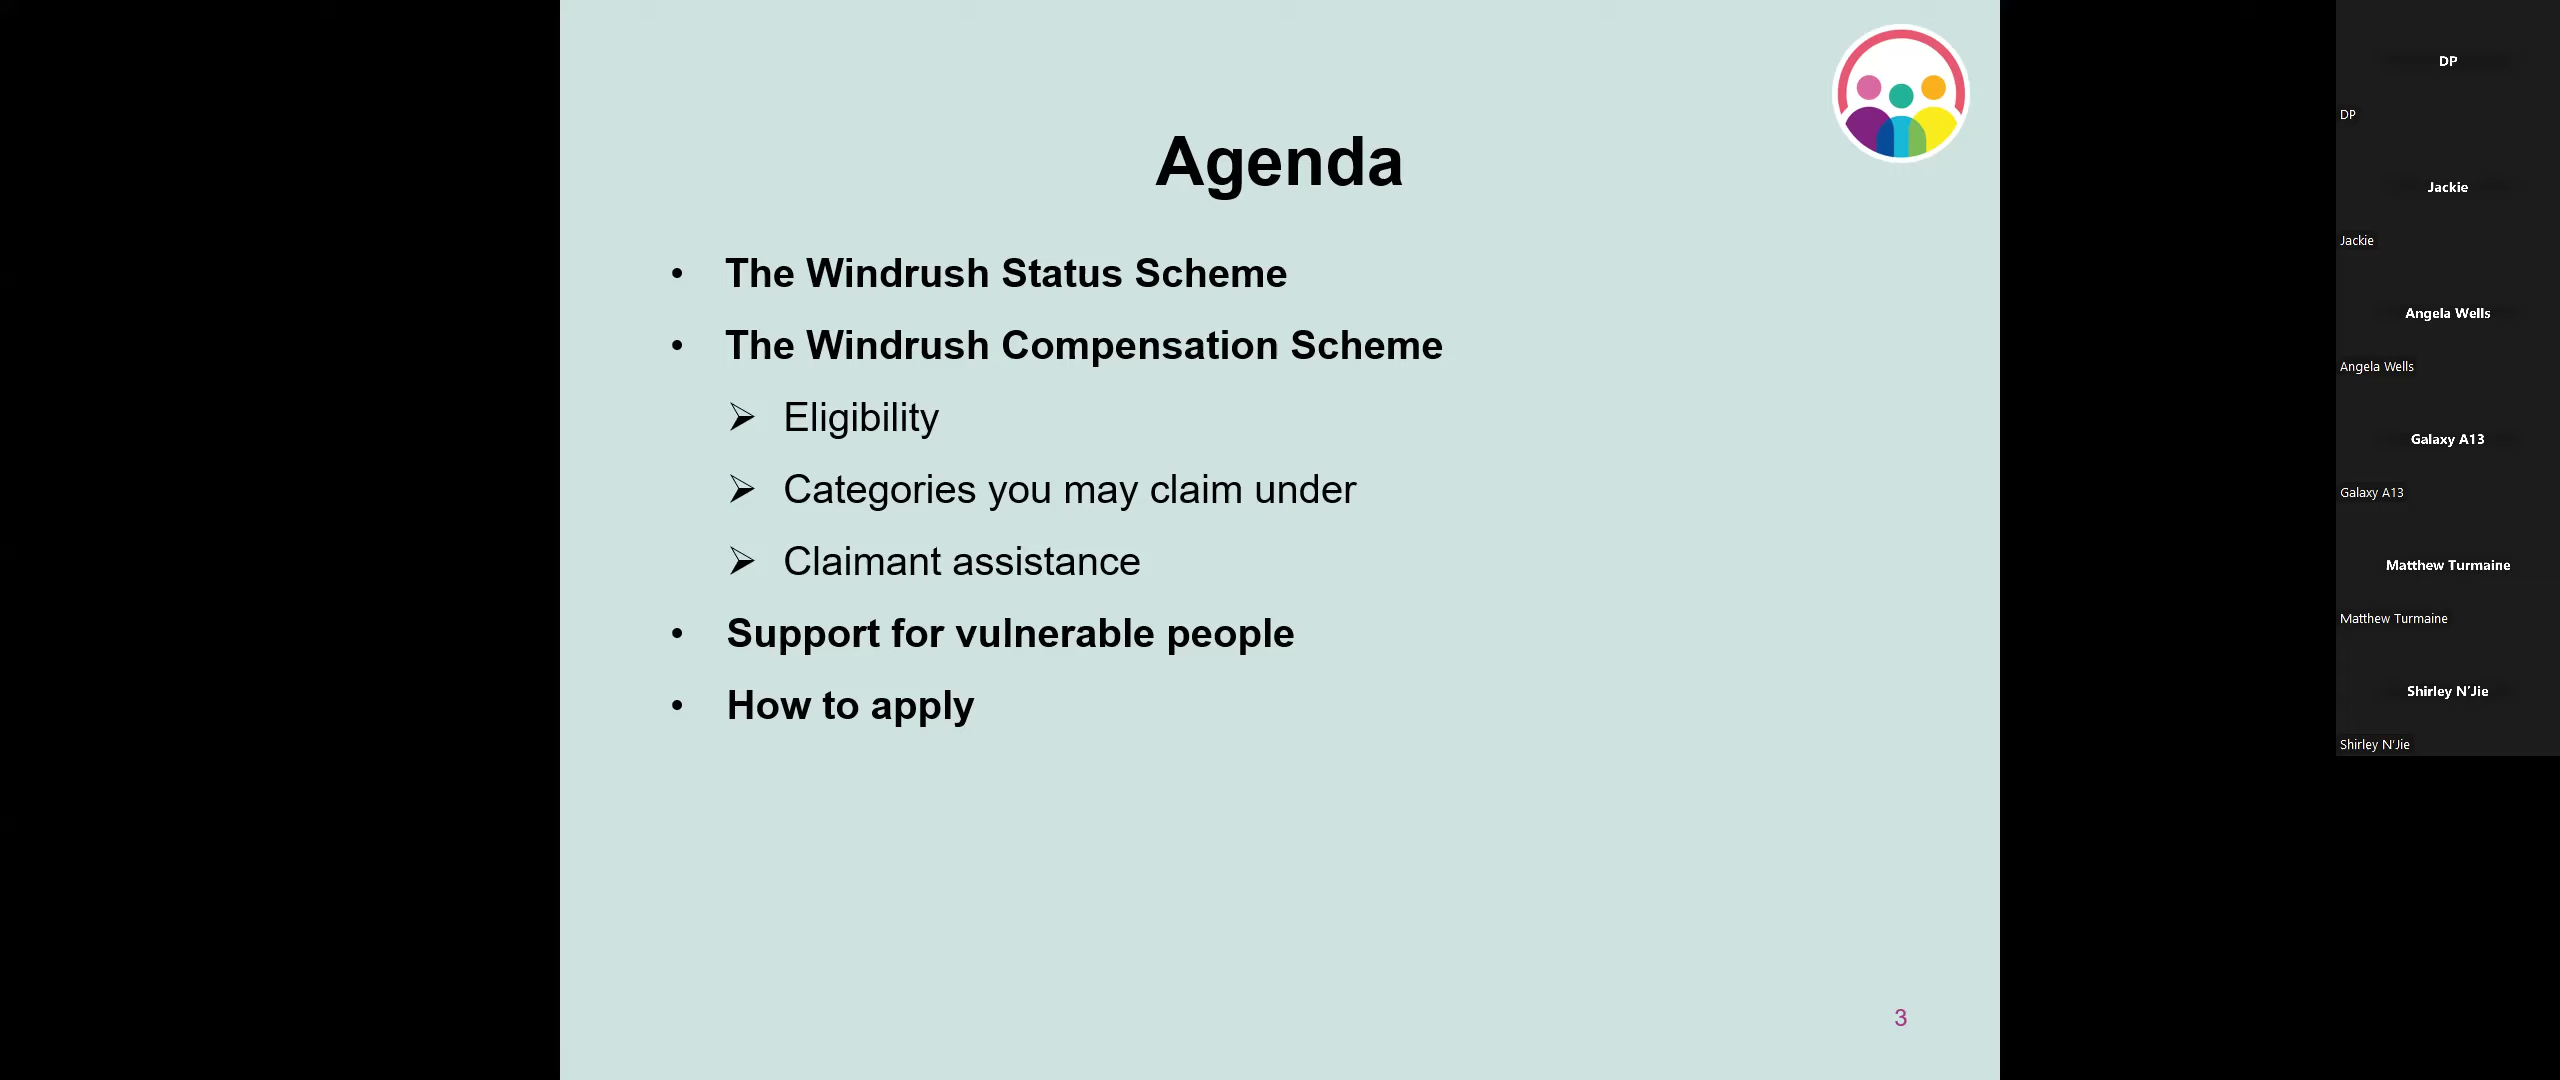 Agenda
• The Windrush Status Scheme
• The Windrush Compensation Scheme
➢ Eligibility
➢ Categories you may claim under
➢ Claimant assistance
• Support for vulnerable people
• How to apply
3
DP
DP
Jackie
Jackie
Angela Wells
Angela Wells
Galaxy A13
Galaxy A13
Matthew Turmaine
Matthew Turmaine
Shirley N'Jie
Shirley N'Jie